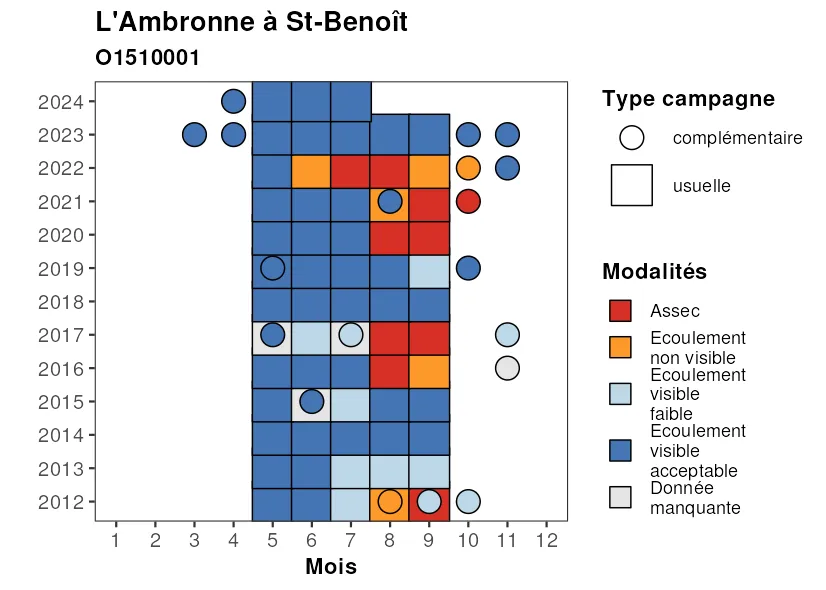 L'Ambronne à St-Benoît
O1510001
2024
2023
2022
2021
2020
2019
2018
2017
2016
2015
2014
2013
2012
1 2 3 4 5 6 7 8 9 10 11 12
Mois
Type campagne
complémentaire
usuelle
Modalités
Assec
Ecoulement
non visible
Ecoulement
visible
faible
Ecoulement
visible
acceptable
Donnée
manquante